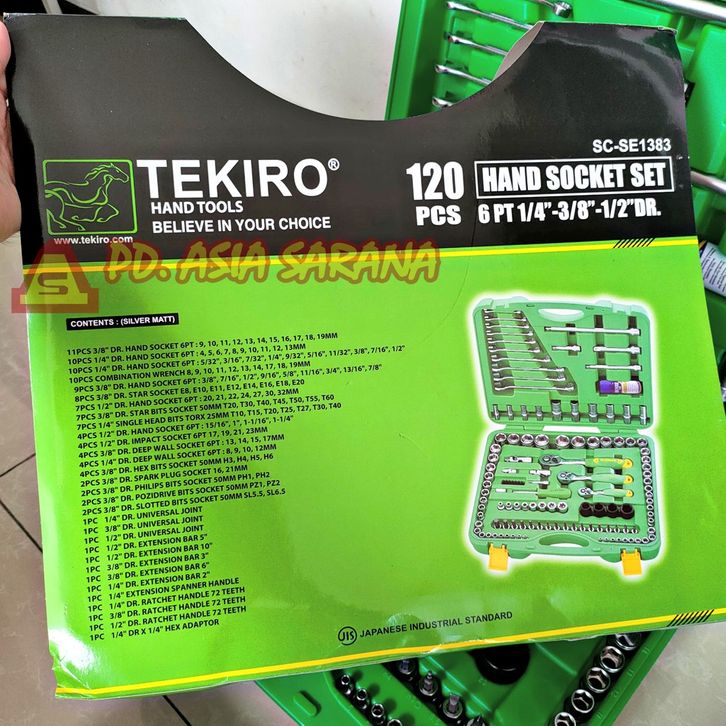 SC-SE1383
TEKIRO®
HAND TOOLS
BELIEVE IN YOUR CHOICE
www.tekiro.com
120
PCS
HAND SOCKET SET
6 PT 1/4"-3/8"-1/2"DR.
S
PD. ASIA SARANA
CONTENTS : (SILVER MATT)
11PCS 3/8" DR. HAND SOCKET 6PT : 9, 10, 11, 12, 13, 14, 15, 16, 17, 18, 19MM
10PCS 1/4" DR. HAND SOCKET 6PT : 4, 5, 6, 7, 8, 9, 10, 11, 12, 13MM
10PCS 1/4" DR. HAND SOCKET 6PT : 5/32, 3/16", 7/32", 1/4", 9/32", 5/16", 11/32", 3/8", 7/16", 1/2"
10PCS COMBINATION WRENCH 8, 9, 10, 11, 12, 13, 14, 17, 18, 19MM
9PCS 3/8" DR. HAND SOCKET 6PT : 3/8", 7/16", 1/2", 9/16", 5/8", 11/16", 3/4", 13/16", 7/8"
8PCS 3/8" DR. STAR SOCKET E8, E10, E11, E12, E14, E16, E18, E20
7PCS 1/2" DR. HAND SOCKET 6PT : 20, 21, 22, 24, 27, 30, 32MM
7PCS 3/8" DR. STAR BITS SOCKET 50MM T20, T30, T40, T45, T50, T55, T60
7PCS 1/4" SINGLE HEAD BITS TORX 25MM T10, T15, T20, T25, T27, T30, T40
4PCS 1/2" DR. HAND SOCKET 6PT : 15/16", 1", 1-1/16", 1-1/4"
4PCS 1/2" DR. IMPACT SOCKET 6PT 17, 19, 21, 23MM
4PCS 3/8" DR. DEEP WALL SOCKET 6PT : 13, 14, 15, 17MM
4PCS 1/4" DR. DEEP WALL SOCKET 6PT : 8, 9, 10, 12MM
4PCS 3/8" DR. HEX BITS SOCKET 50MM H3, H4, H5, H6
2PCS 3/8" DR. SPARK PLUG SOCKET 16, 21MM
2PCS 3/8" DR. PHILIPS BITS SOCKET 50MM PH1, PH2
2PCS 3/8" DR. POZIDRIVE BITS SOCKET 50MM PZ1, PZ2
2PCS 3/8" DR. SLOTTED BITS SOCKET 50MM SL5.5, SL6.5
1PC 1/4" DR. UNIVERSAL JOINT
1PC 3/8" DR. UNIVERSAL JOINT
1PC 1/2" DR. UNIVERSAL JOINT
1PC 1/2" DR. EXTENSION BAR 5"
1PC 1/2" DR. EXTENSION BAR 10"
1PC 3/8" DR. EXTENSION BAR 3"
1PC 3/8" DR. EXTENSION BAR 6"
1PC 1/4" DR. EXTENSION BAR 2"
1PC 1/4" EXTENSION SPANNER HANDLE
1PC 1/4" DR. RATCHET HANDLE 72 TEETH
1PC 3/8" DR. RATCHET HANDLE 72 TEETH
1PC 1/2" DR. RATCHET HANDLE 72 TEETH
1PC 1/4" DR X 1/4" HEX ADAPTOR
JIS JAPANESE INDUSTRIAL STANDARD